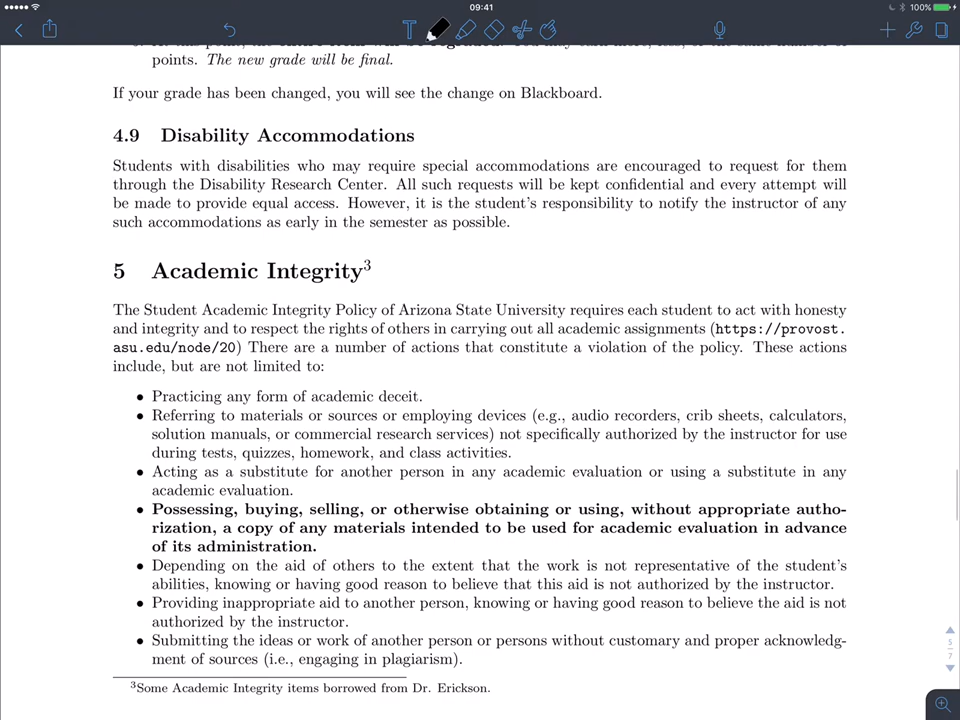 09:41
100%
points. The new grade will be final.
If your grade has been changed, you will see the change on Blackboard.
4.9 Disability Accommodations
Students with disabilities who may require special accommodations are encouraged to request for them
through the Disability Research Center. All such requests will be kept confidential and every attempt will
be made to provide equal access. However, it is the student's responsibility to notify the instructor of any
such accommodations as early in the semester as possible.
5 Academic Integrity3
The Student Academic Integrity Policy of Arizona State University requires each student to act with honesty
and integrity and to respect the rights of others in carrying out all academic assignments (https://provost.
asu.edu/node/20) There are a number of actions that constitute a violation of the policy. These actions
include, but are not limited to:
• Practicing any form of academic deceit.
• Referring to materials or sources or employing devices (e.g., audio recorders, crib sheets, calculators,
solution manuals, or commercial research services) not specifically authorized by the instructor for use
during tests, quizzes, homework, and class activities.
• Acting as a substitute for another person in any academic evaluation or using a substitute in any
academic evaluation.
• Possessing, buying, selling, or otherwise obtaining or using, without appropriate autho-
rization, a copy of any materials intended to be used for academic evaluation in advance
of its administration.
• Depending on the aid of others to the extent that the work is not representative of the student's
abilities, knowing or having good reason to believe that this aid is not authorized by the instructor.
• Providing inappropriate aid to another person, knowing or having good reason to believe the aid is not
authorized by the instructor.
• Submitting the ideas or work of another person or persons without customary and proper acknowledg-
ment of sources (i.e., engaging in plagiarism).
3Some Academic Integrity items borrowed from Dr. Erickson.
5
7